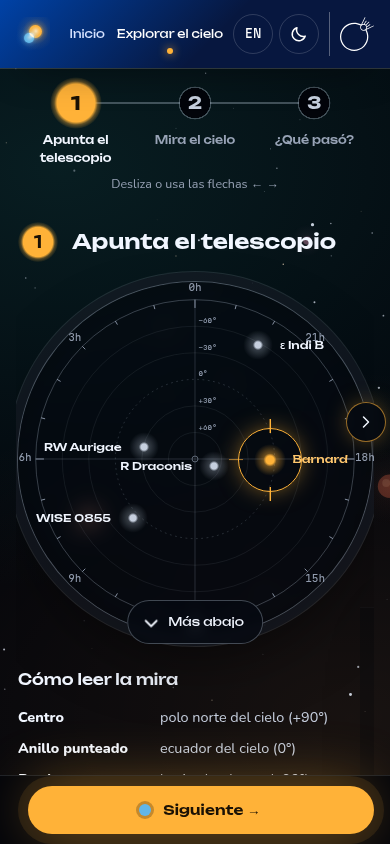 Inicio
Explorar el cielo
EN
1
2
3
Apunta el telescopio
Mira el cielo
¿Qué pasó?
Desliza o usa las flechas ← →
1
Apunta el telescopio
0h
3h
-60°
-30°
0°
+30°
+60°
21h
ε Indi B
RW Aurigae
R Draconis
Barnard
6h
18h
WISE 0855
9h
15h
Más abajo
Cómo leer la mira
Centro polo norte del cielo (+90°)
Anillo punteado ecuador del cielo (0°)
Siguiente →